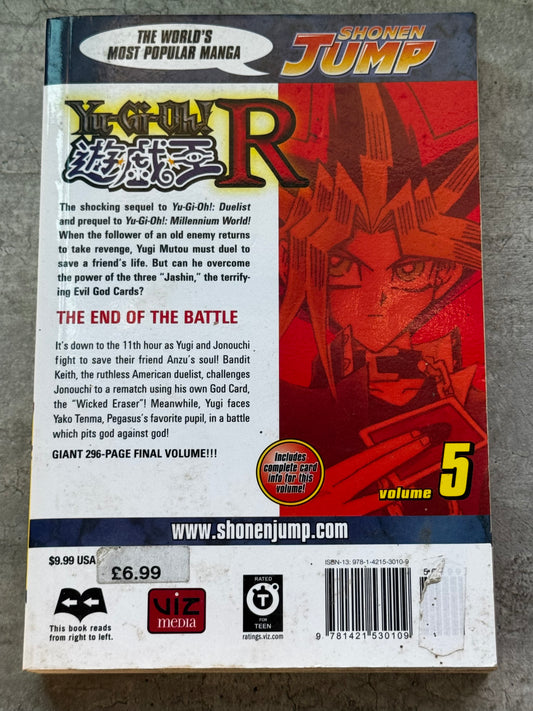 THE WORLD'S
MOST POPULAR MANGA
SHONEN
JUMP
Yu-Gi-Oh!
遊戯王
R
The shocking sequel to Yu-Gi-Oh!: Duelist
and prequel to Yu-Gi-Oh!: Millennium World!
When the follower of an old enemy returns
to take revenge, Yugi Mutou must duel to
save a friend's life. But can he overcome
the power of the three "Jashin," the terrify-
ing Evil God Cards?
THE END OF THE BATTLE
It's down to the 11th hour as Yugi and Jonouchi
fight to save their friend Anzu's soul! Bandit
Keith, the ruthless American duelist, challenges
Jonouchi to a rematch using his own God Card,
the "Wicked Eraser"! Meanwhile, Yugi faces
Yako Tenma, Pegasus's favorite pupil, in a battle
which pits god against god!
GIANT 296-PAGE FINAL VOLUME!!!
Includes
complete card
info for this
volume!
volume 5
www.shonenjump.com
$9.99 USA
£6.99
This book reads
from right to left.
VIZ
MEDIA
RATED
T
FOR
TEEN
ratings.viz.com
ISBN-13: 978-1-4215-3010-9
9 781421 530109